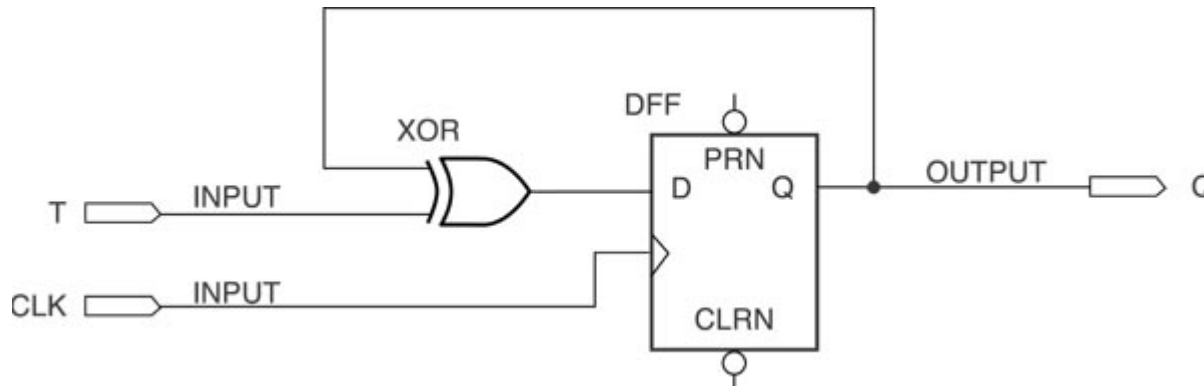 DFF
XOR
PRN
INPUT
D
Q
OUTPUT
T
CLK
INPUT
CLRN